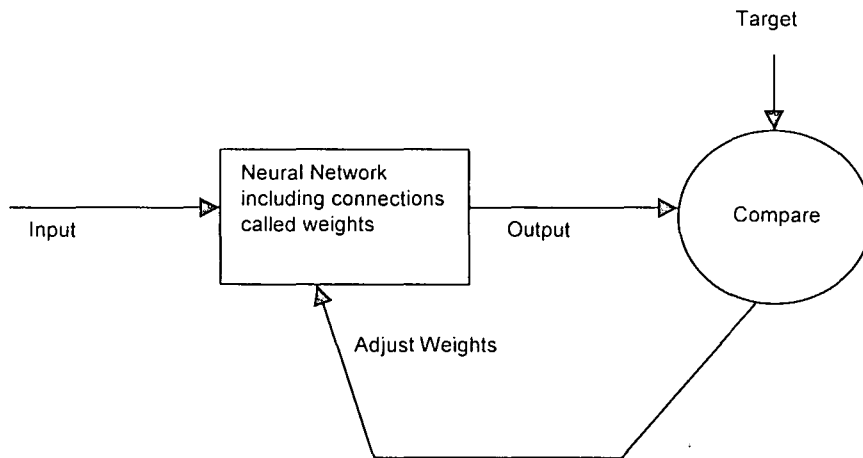 Target
Neural Network
including connections
called weights
Input
Output
Compare
Adjust Weights